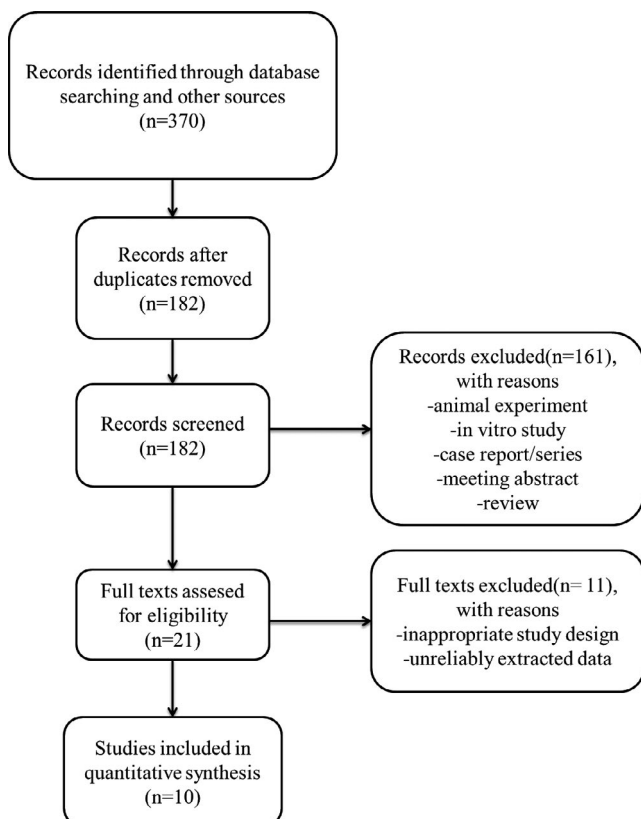 Records identified through database
searching and other sources
(n=370)
Records after
duplicates removed
(n=182)
Records screened
(n=182)
Records excluded(n=161),
with reasons
-animal experiment
-in vitro study
-case report/series
-meeting abstract
-review
Full texts assesed
for eligibility
(n=21)
Full texts excluded(n= 11),
with reasons
-inappropriate study design
-unreliably extracted data
Studies included in
quantitative synthesis
(n=10)